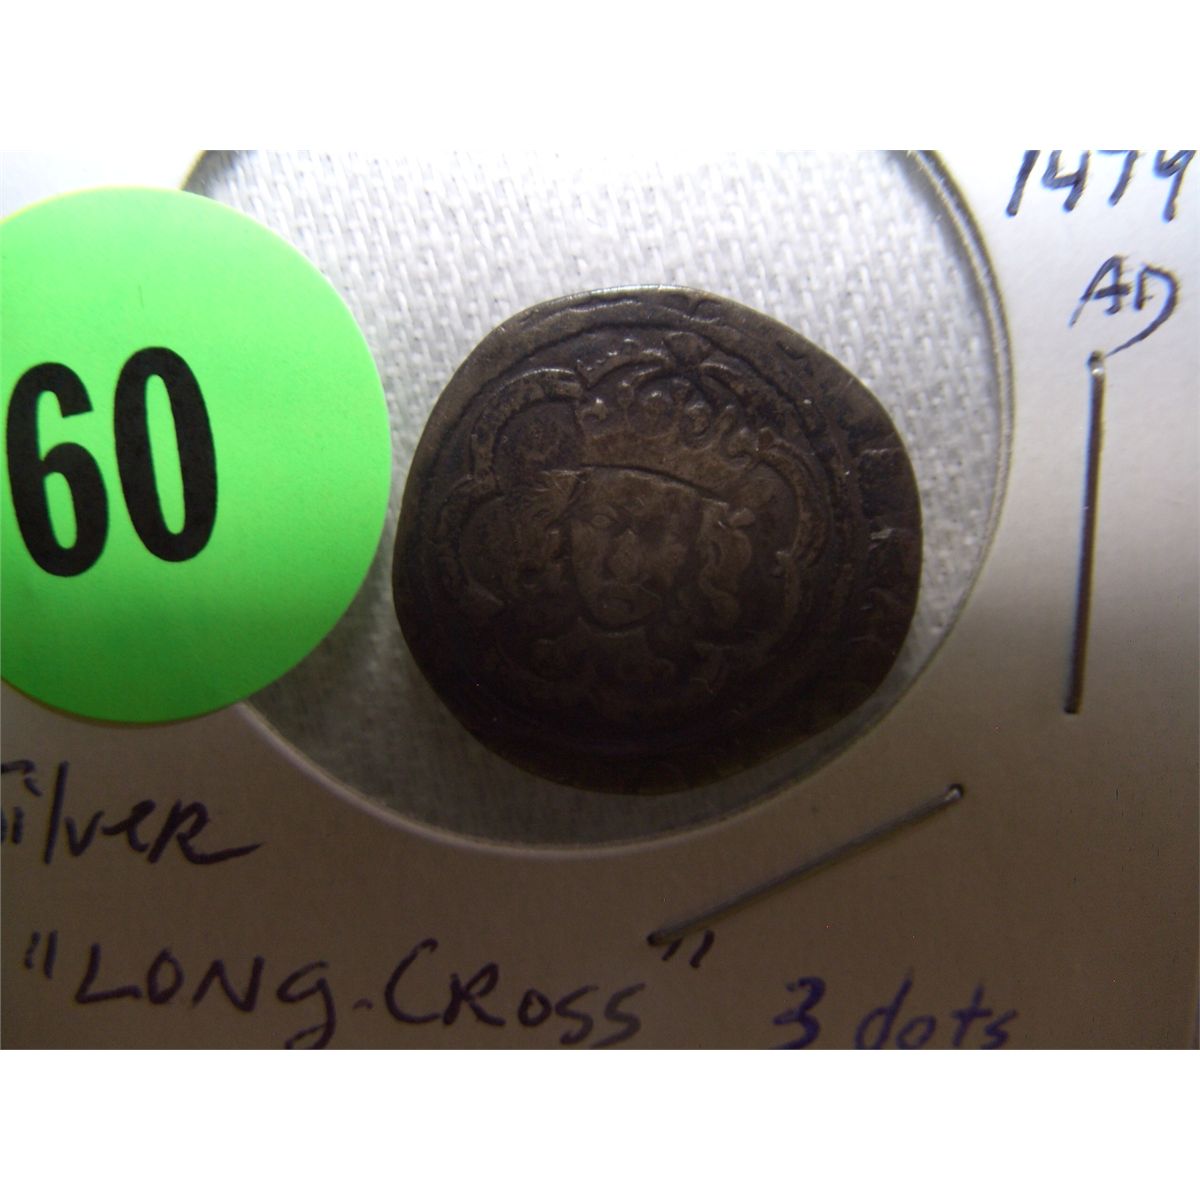 1479
AD
60
Silver
"LONg-CRoss" 3 dots